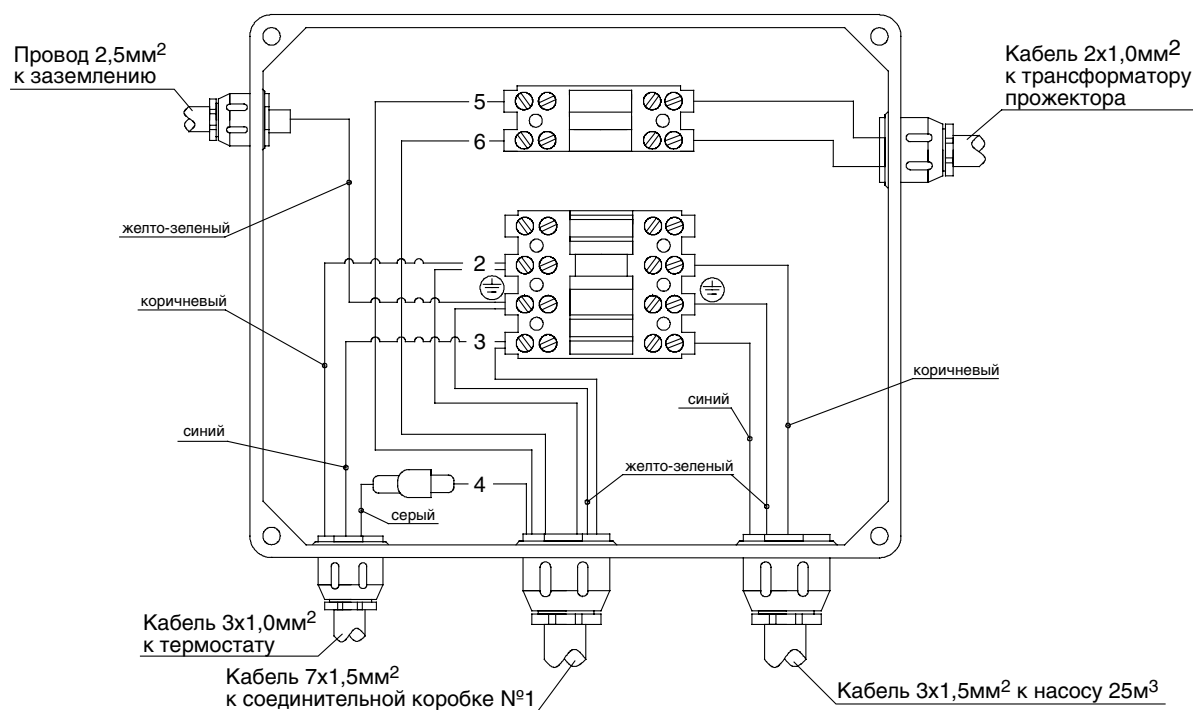 Провод 2,5мм²
к заземлению
Кабель 2х1,0мм²
к трансформатору
прожектора
5
6
желто-зеленый
2
коричневый
3
коричневый
синий
синий
желто-зеленый
4
серый
Кабель 3х1,0мм²
к термостату
Кабель 7х1,5мм²
к соединительной коробке №1
Кабель 3х1,5мм² к насосу 25м³